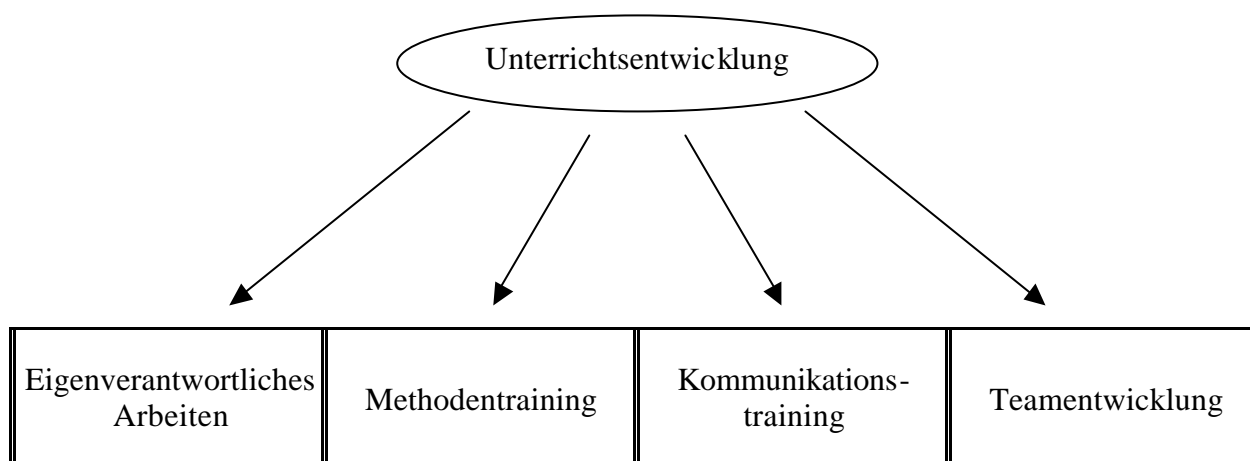 Unterrichtsentwicklung
Eigenverantwortliches
Arbeiten
Methodentraining
Kommunikations-
training
Teamentwicklung